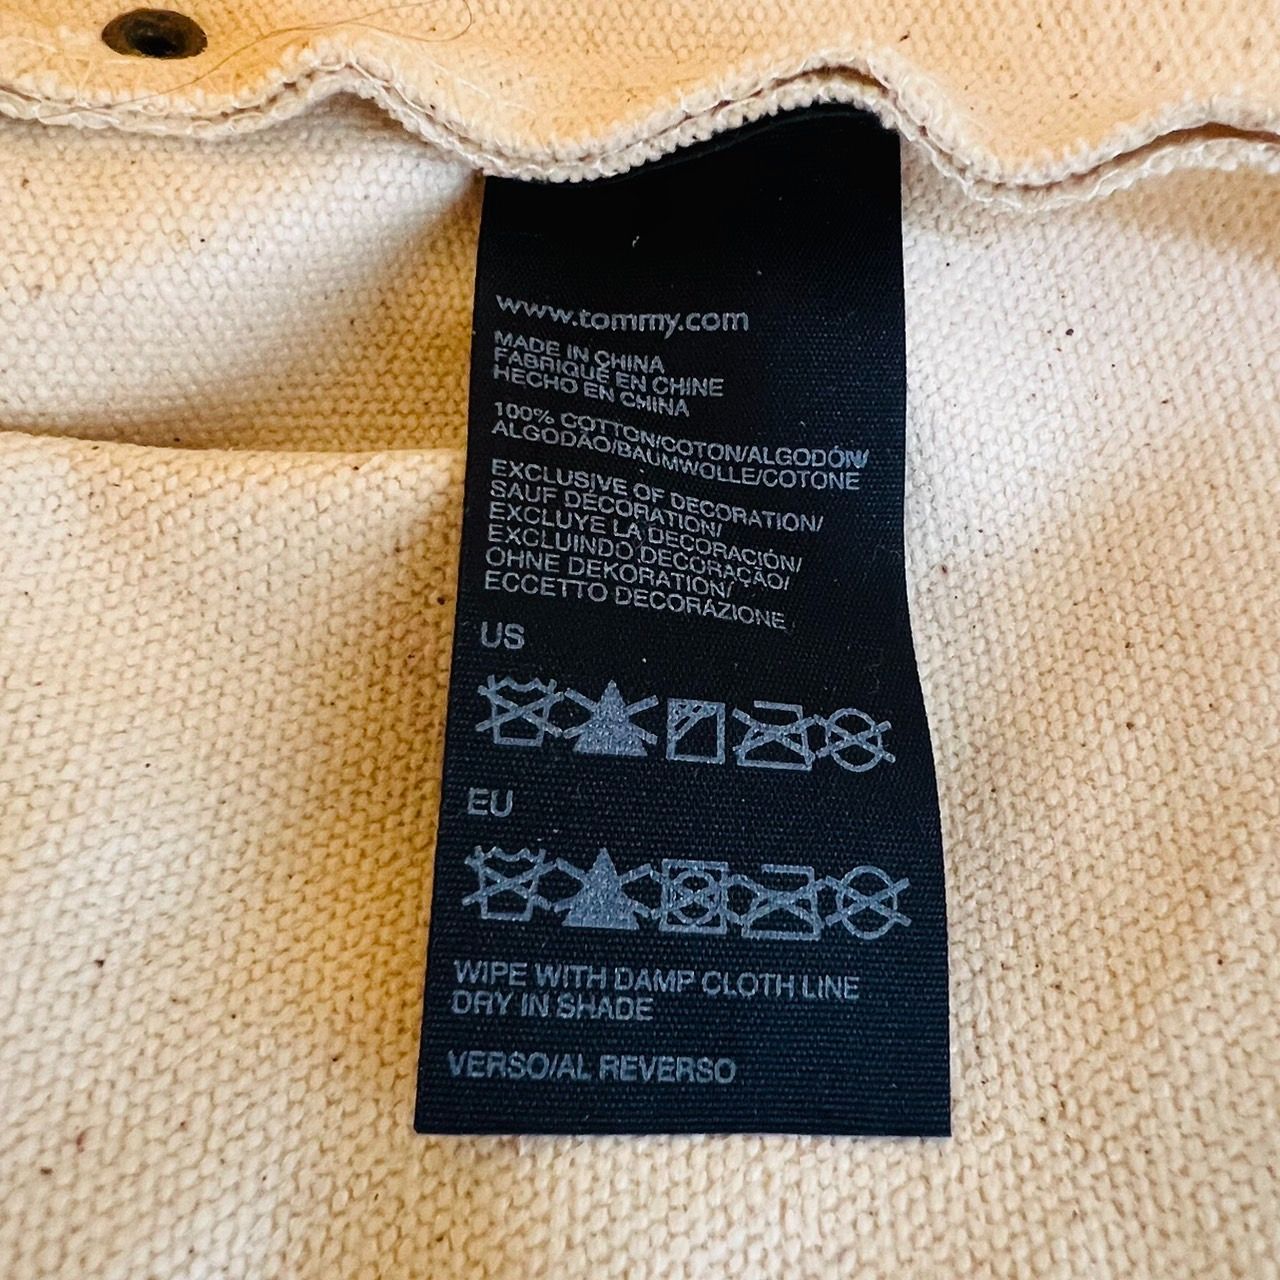 www.tommy.com
MADE IN CHINA
FABRIQUÉ EN CHINE
HECHO EN CHINA
100% COTTON/COTON/ALGODÓN/
ALGODÃO/BAUMWOLLE/COTONE
EXCLUSIVE OF DECORATION/
SAUF DÉCORATION/
EXCLUYE LA DECORACIÓN/
EXCLUINDO DECORAÇÃO/
OHNE DEKORATION/
ECCETTO DECORAZIONE
US
EU
WIPE WITH DAMP CLOTH LINE
DRY IN SHADE
VERSO/AL REVERSO